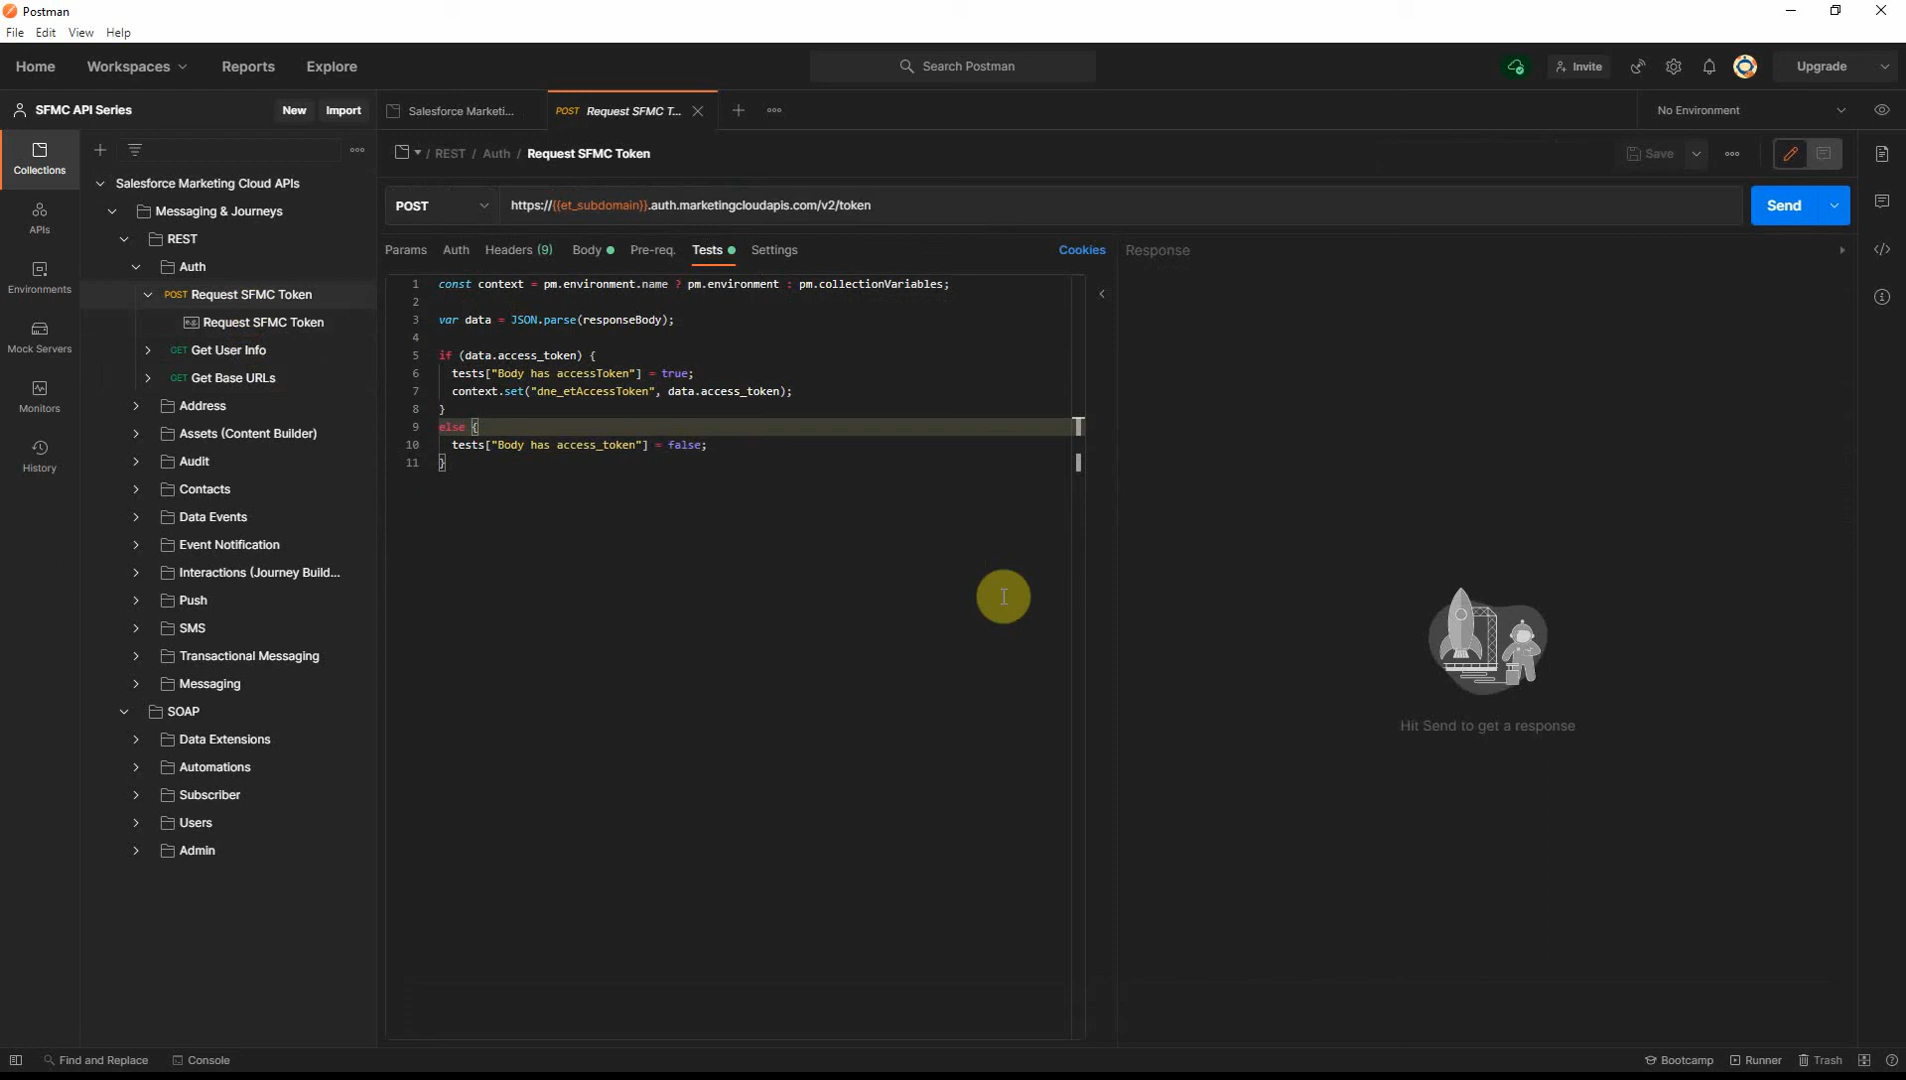 Postman
File Edit View Help
Home Workspaces Reports Explore Search Postman Invite Upgrade
SFMC API Series New Import Salesforce Marketi... POST Request SFMC T... No Environment
/ REST / Auth / Request SFMC Token Save
POST https://{{et_subdomain}}.auth.marketingcloudapis.com/v2/token Send
Params Auth Headers (9) Body Pre-req. Tests Settings Cookies Response
Collections
APIs
Environments
Mock Servers
Monitors
History
Salesforce Marketing Cloud APIs
Messaging & Journeys
REST
Auth
POST Request SFMC Token
e.g. Request SFMC Token
GET Get User Info
GET Get Base URLs
Address
Assets (Content Builder)
Audit
Contacts
Data Events
Event Notification
Interactions (Journey Build...
Push
SMS
Transactional Messaging
Messaging
SOAP
Data Extensions
Automations
Subscriber
Users
Admin
1 const context = pm.environment.name ? pm.environment : pm.collectionVariables;
2
3 var data = JSON.parse(responseBody);
4
5 if (data.access_token) {
6 tests["Body has accessToken"] = true;
7 context.set("dne_etAccessToken", data.access_token);
8 }
9 else {
10 tests["Body has access_token"] = false;
11 }
Hit Send to get a response
Find and Replace Console Bootcamp Runner Trash